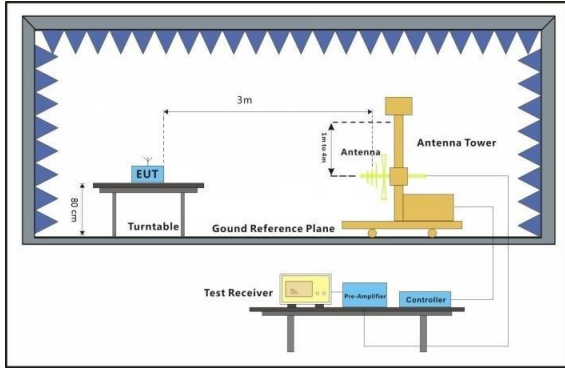 3m
1m to 4m
Antenna
Antenna Tower
EUT
80 cm
Turntable
Gound Reference Plane
Test Receiver
Pre-Amplifier
Controller